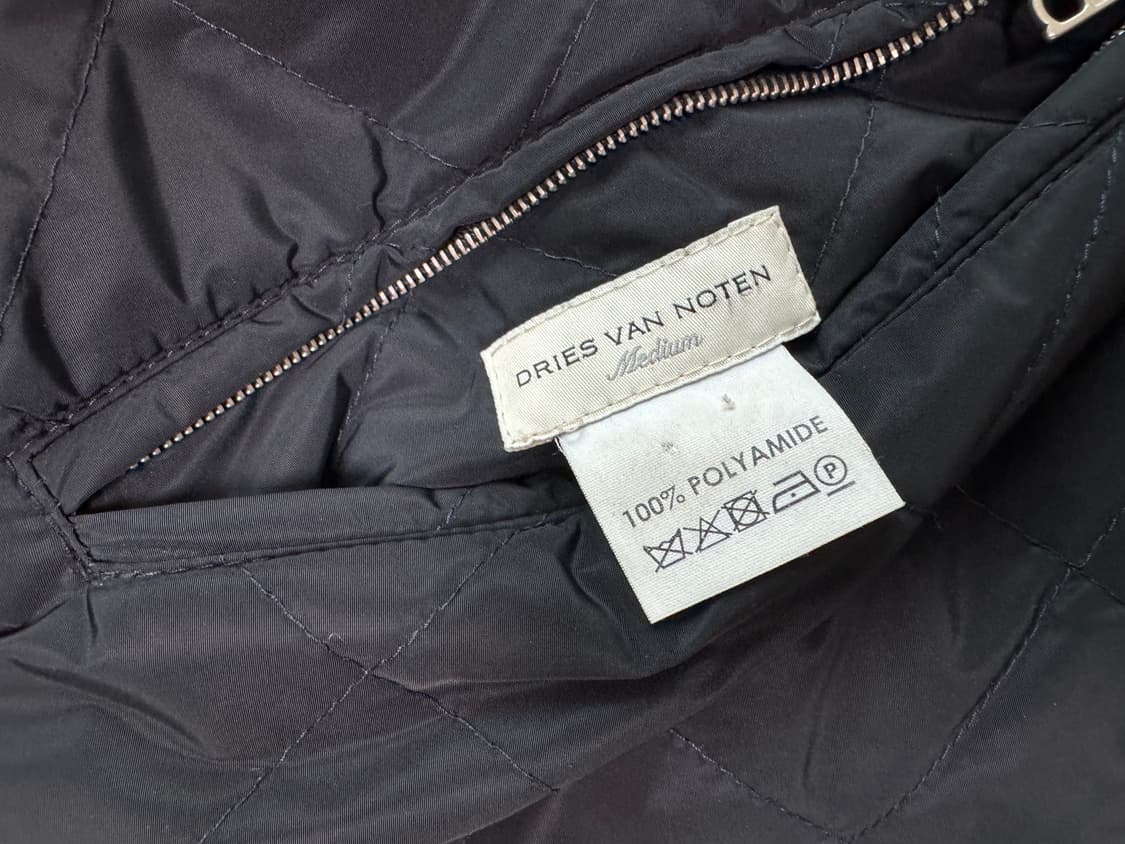 DRIES VAN NOTEN
Medium
100% POLYAMIDE
P